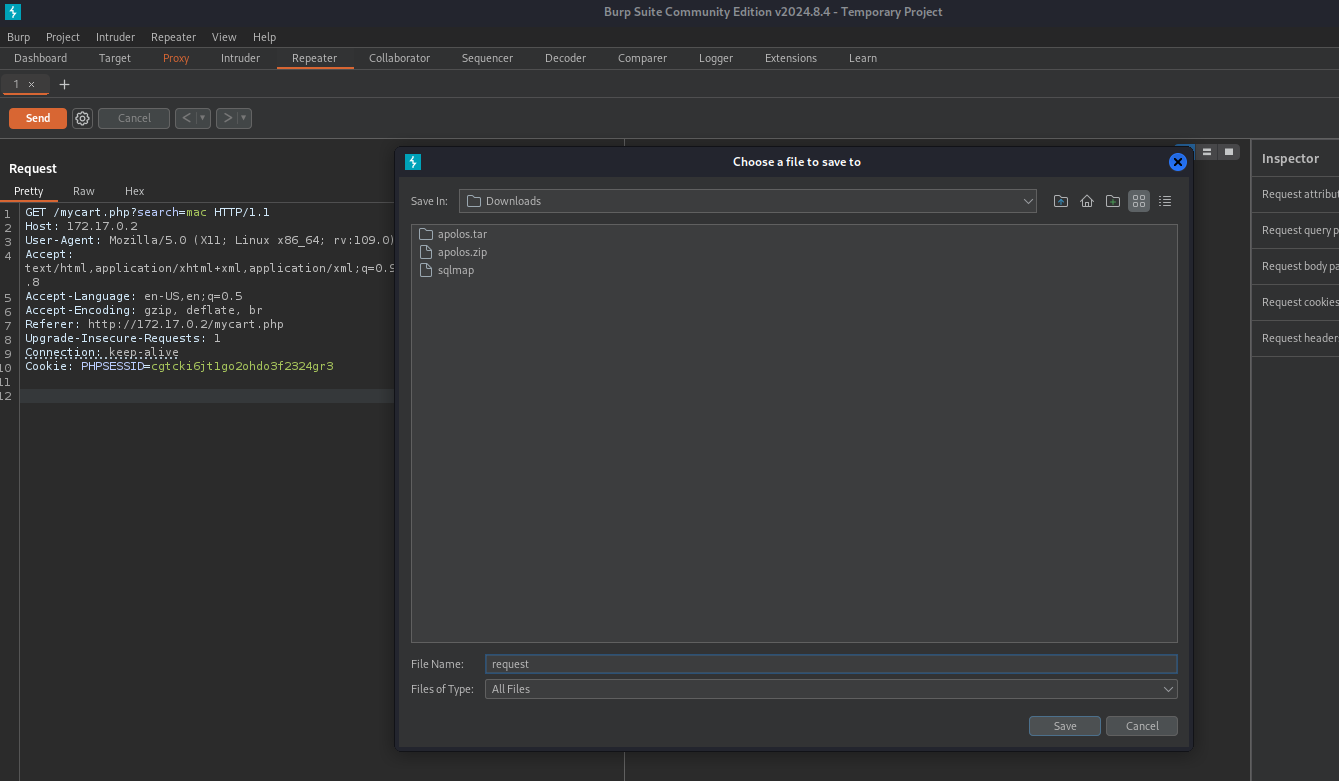 Burp Suite Community Edition v2024.8.4 - Temporary Project
Burp Project Intruder Repeater View Help
Dashboard Target Proxy Intruder Repeater Collaborator Sequencer Decoder Comparer Logger Extensions Learn
1 × +
Send Cancel < >
Request
Pretty Raw Hex
1 GET /mycart.php?search=mac HTTP/1.1
2 Host: 172.17.0.2
3 User-Agent: Mozilla/5.0 (X11; Linux x86_64; rv:109.0)
4 Accept:
text/html,application/xhtml+xml,application/xml;q=0.9
.8
5 Accept-Language: en-US,en;q=0.5
6 Accept-Encoding: gzip, deflate, br
7 Referer: http://172.17.0.2/mycart.php
8 Upgrade-Insecure-Requests: 1
9 Connection: keep-alive
10 Cookie: PHPSESSID=cgtcki6jt1go2ohdo3f2324gr3
11
12
Choose a file to save to
Save In: Downloads
apolos.tar
apolos.zip
sqlmap
File Name: request
Files of Type: All Files
Save Cancel
Inspector
Request attribut
Request query p
Request body pa
Request cookies
Request header